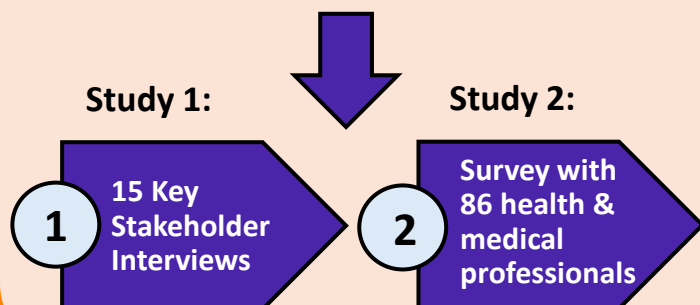 Study 1:
1
15 Key
Stakeholder
Interviews
Study 2:
2
Survey with
86 health &
medical
professionals